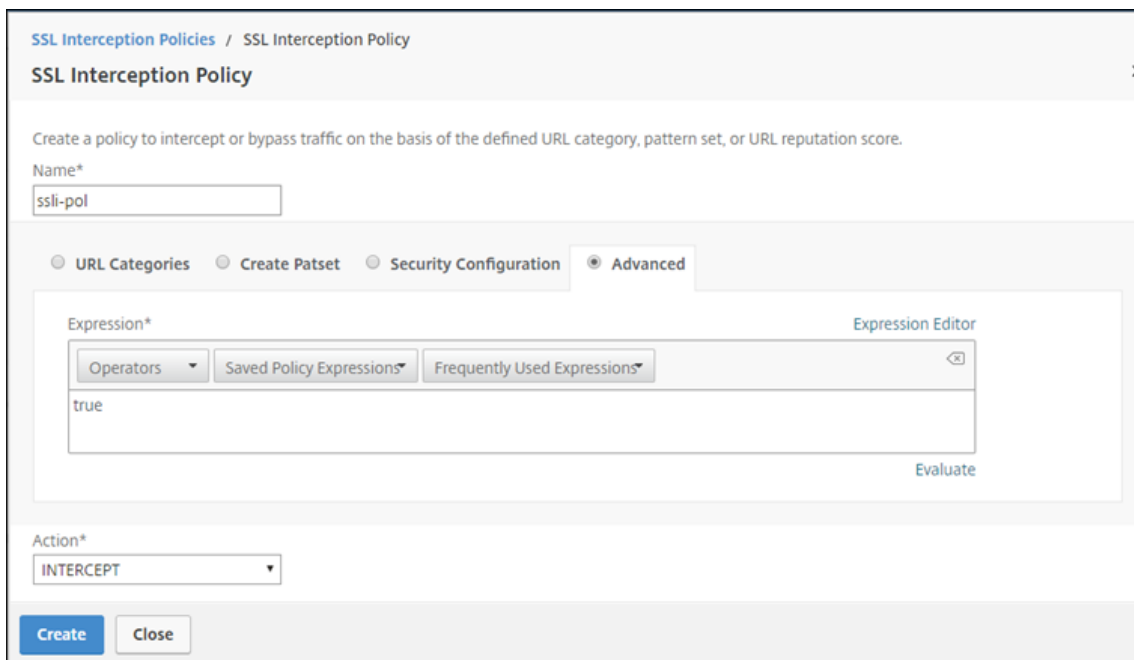 SSL Interception Policies / SSL Interception Policy
SSL Interception Policy
Create a policy to intercept or bypass traffic on the basis of the defined URL category, pattern set, or URL reputation score.
Name*
ssli-pol
URL Categories Create Patset Security Configuration Advanced
Expression* Expression Editor
Operators Saved Policy Expressions Frequently Used Expressions
true
Evaluate
Action*
INTERCEPT
Create Close